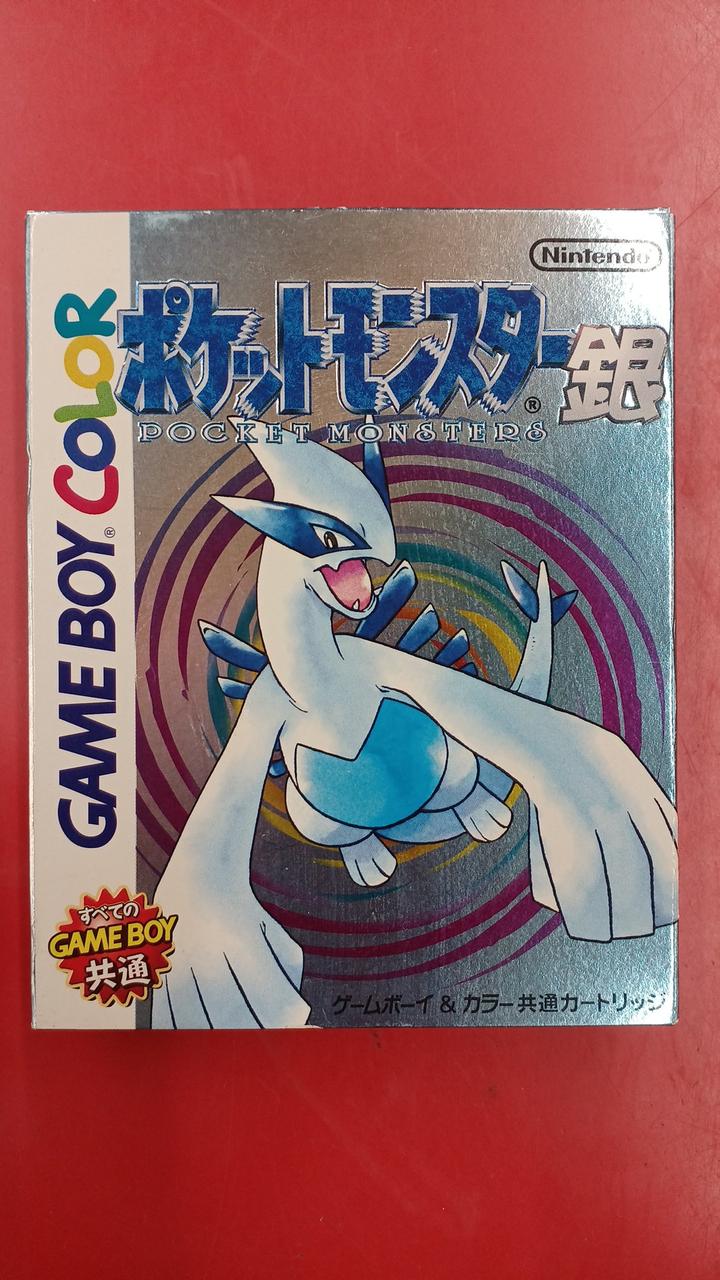 Nintendo
ポケットモンスター 銀
®
POCKET MONSTERS
GAME BOY® COLOR
すべての
GAME BOY
共通
ゲームボーイ & カラー共通カートリッジ